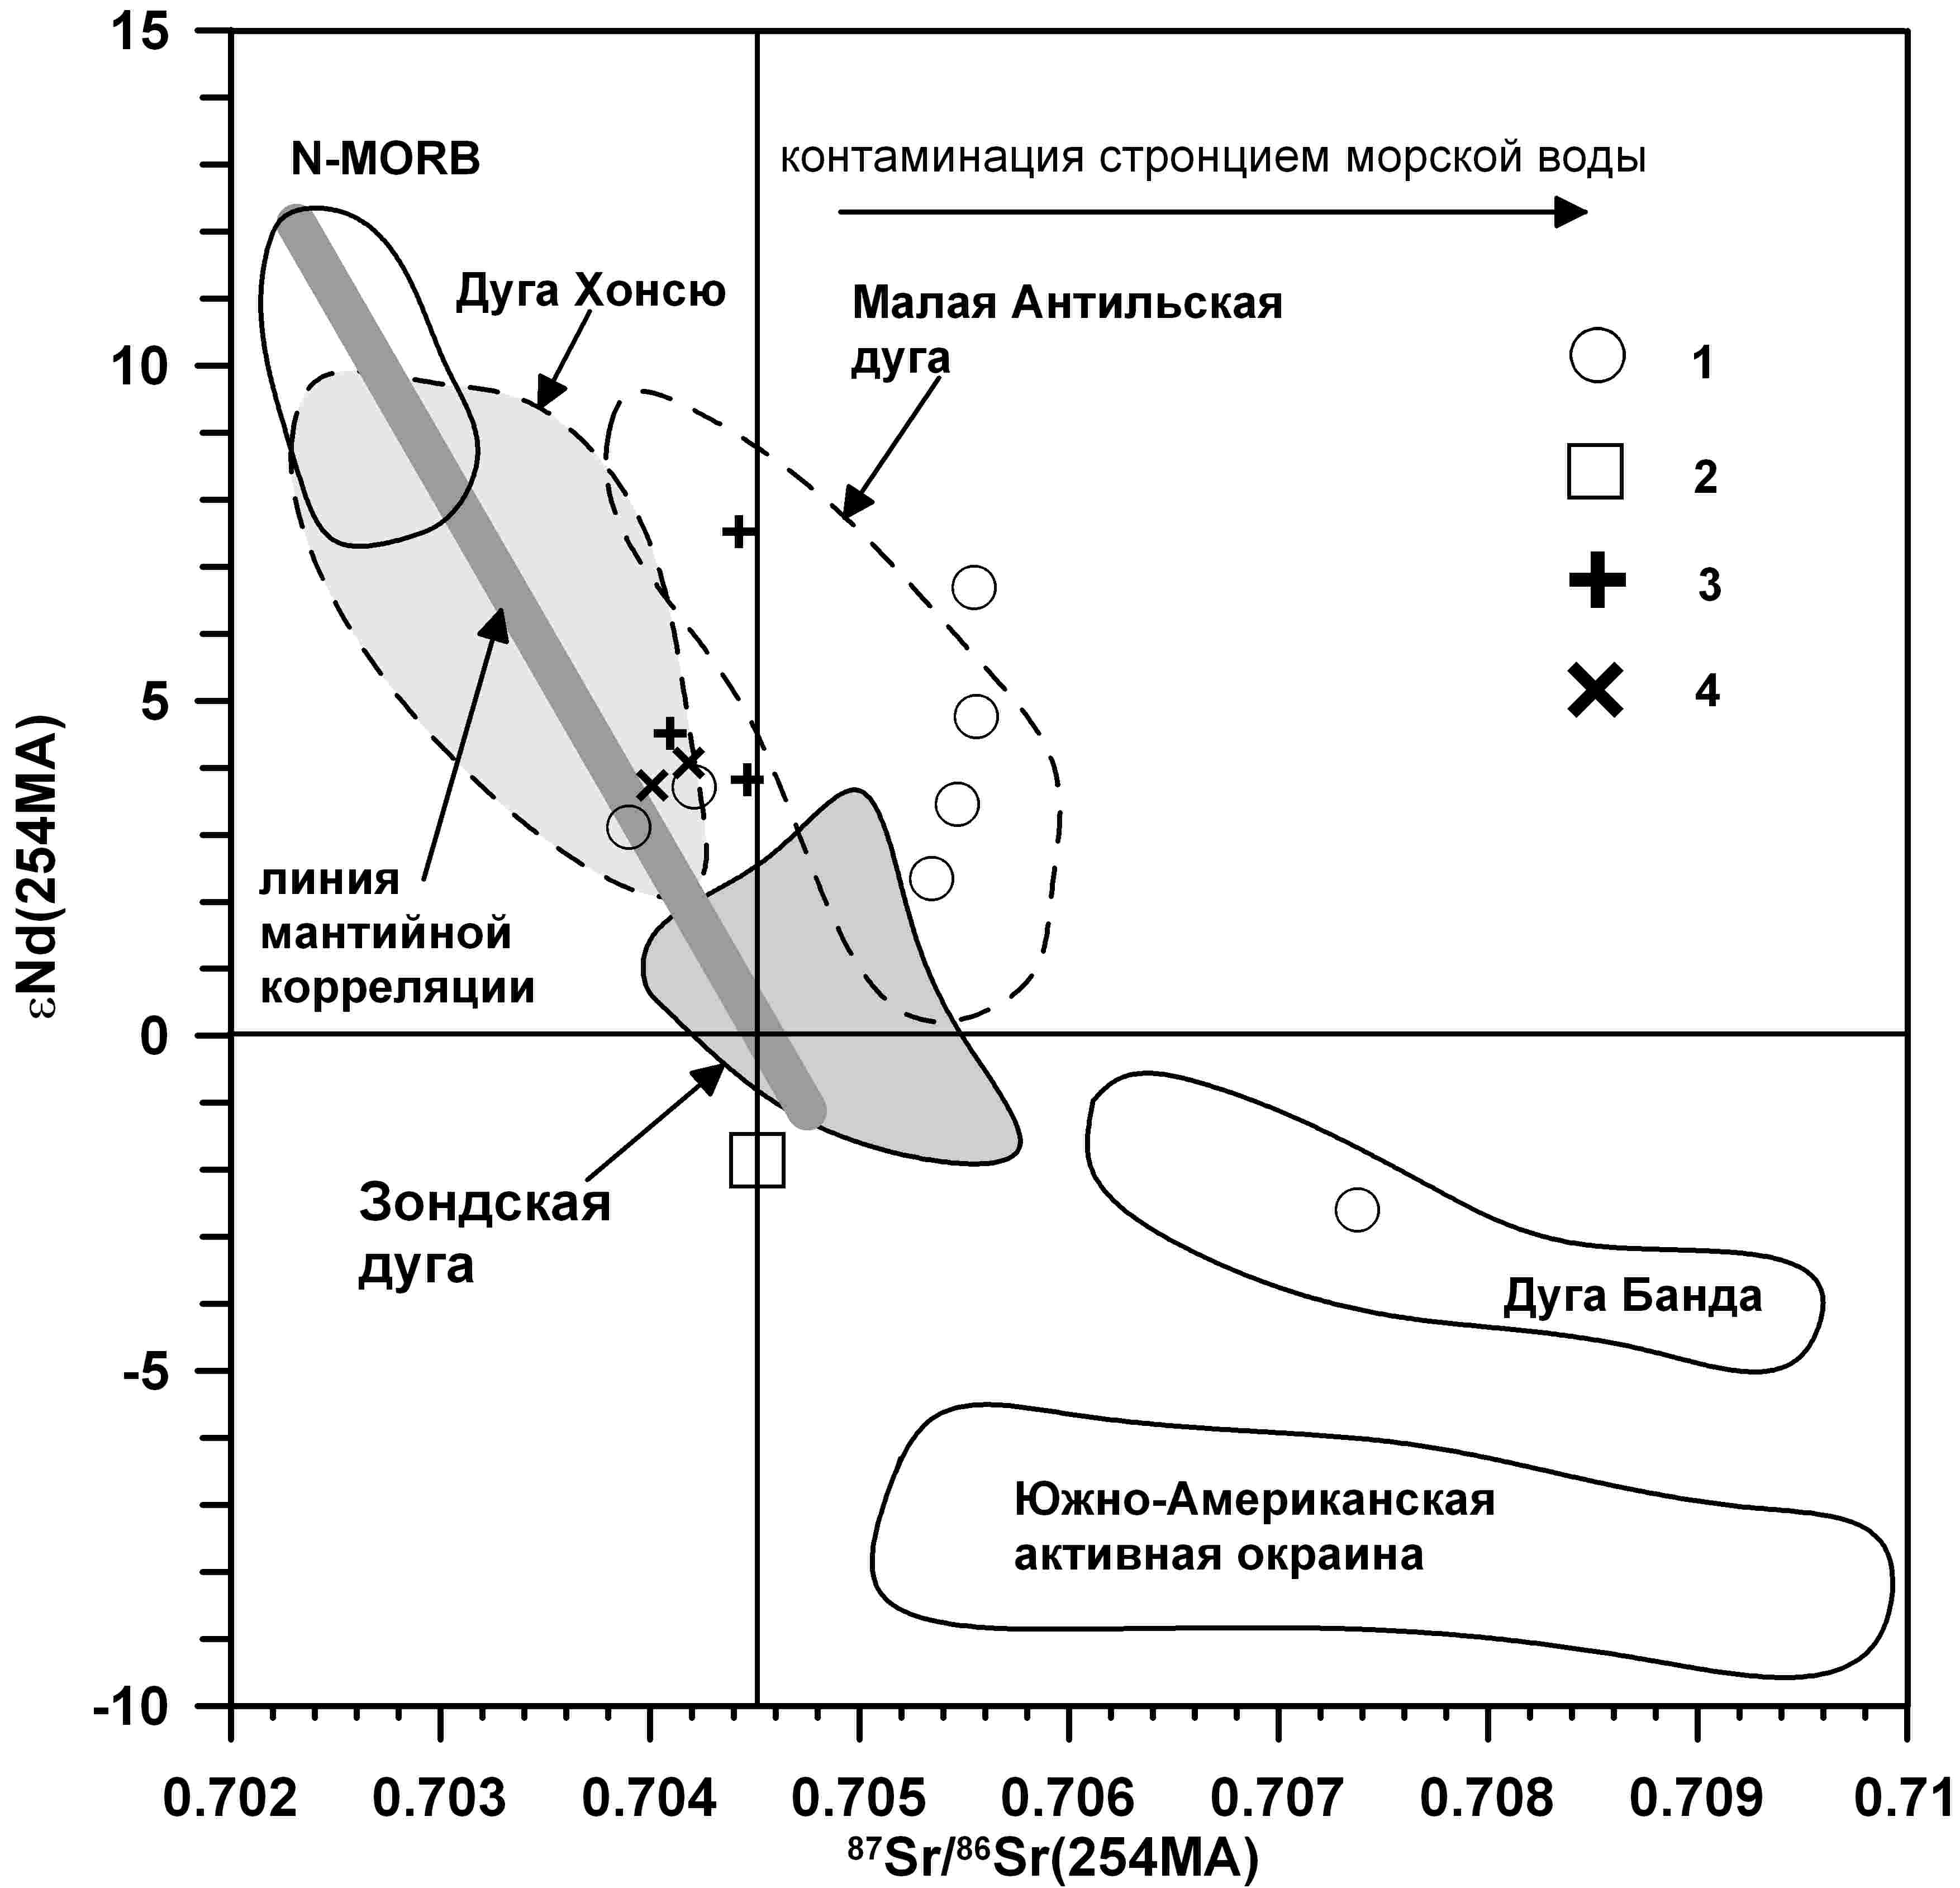 15
N-MORB
контаминация стронцием морской воды
Дуга Хонсю
Малая Антильская
дуга
10
1
2
3
4
5
линия
мантийной
корреляции
εNd(254MA)
0
Зондская
дуга
Дуга Банда
-5
Южно-Американская
активная окраина
-10
0.702 0.703 0.704 0.705 0.706 0.707 0.708 0.709 0.71
⁸⁷Sr/⁸⁶Sr(254MA)